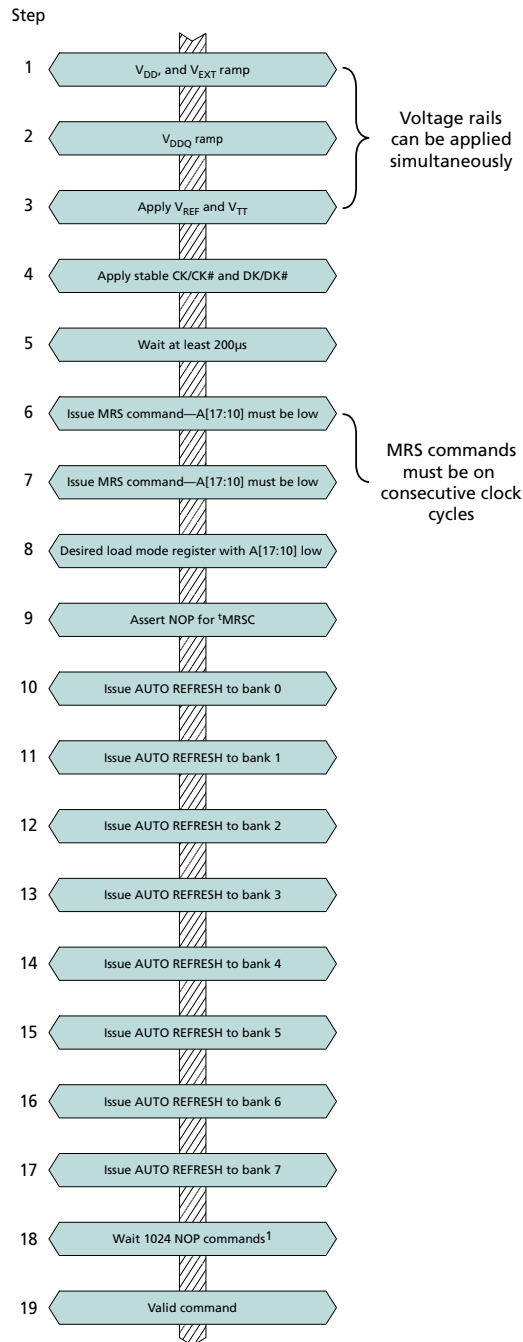 Step
1 V_DD, and V_EXT ramp
2 V_DDQ ramp
3 Apply V_REF and V_TT
Voltage rails
can be applied
simultaneously
4 Apply stable CK/CK# and DK/DK#
5 Wait at least 200µs
6 Issue MRS command—A[17:10] must be low
7 Issue MRS command—A[17:10] must be low
MRS commands
must be on
consecutive clock
cycles
8 Desired load mode register with A[17:10] low
9 Assert NOP for ᵗMRSC
10 Issue AUTO REFRESH to bank 0
11 Issue AUTO REFRESH to bank 1
12 Issue AUTO REFRESH to bank 2
13 Issue AUTO REFRESH to bank 3
14 Issue AUTO REFRESH to bank 4
15 Issue AUTO REFRESH to bank 5
16 Issue AUTO REFRESH to bank 6
17 Issue AUTO REFRESH to bank 7
18 Wait 1024 NOP commands¹
19 Valid command